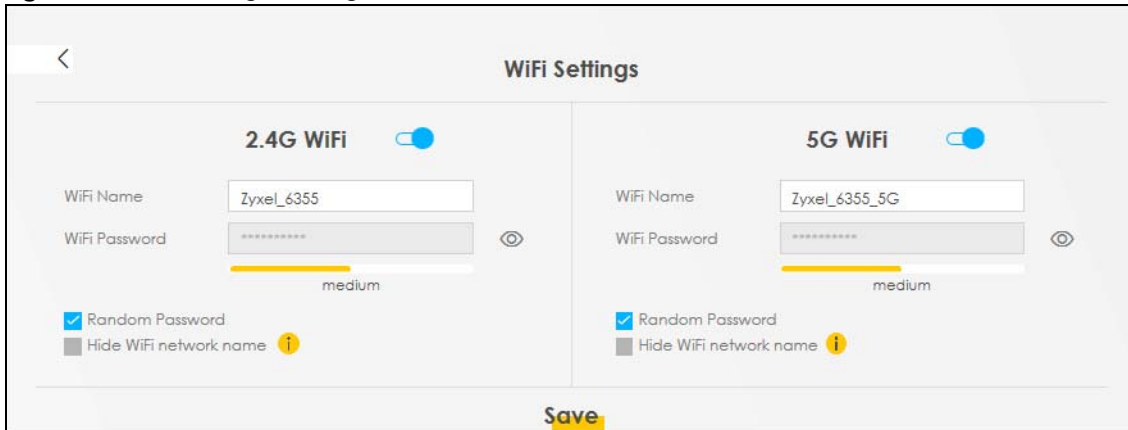 WiFi Settings
2.4G WiFi
WiFi Name
Zyxel_6355
WiFi Password
**********
medium
Random Password
Hide WiFi network name
5G WiFi
WiFi Name
Zyxel_6355_5G
WiFi Password
**********
medium
Random Password
Hide WiFi network name
Save